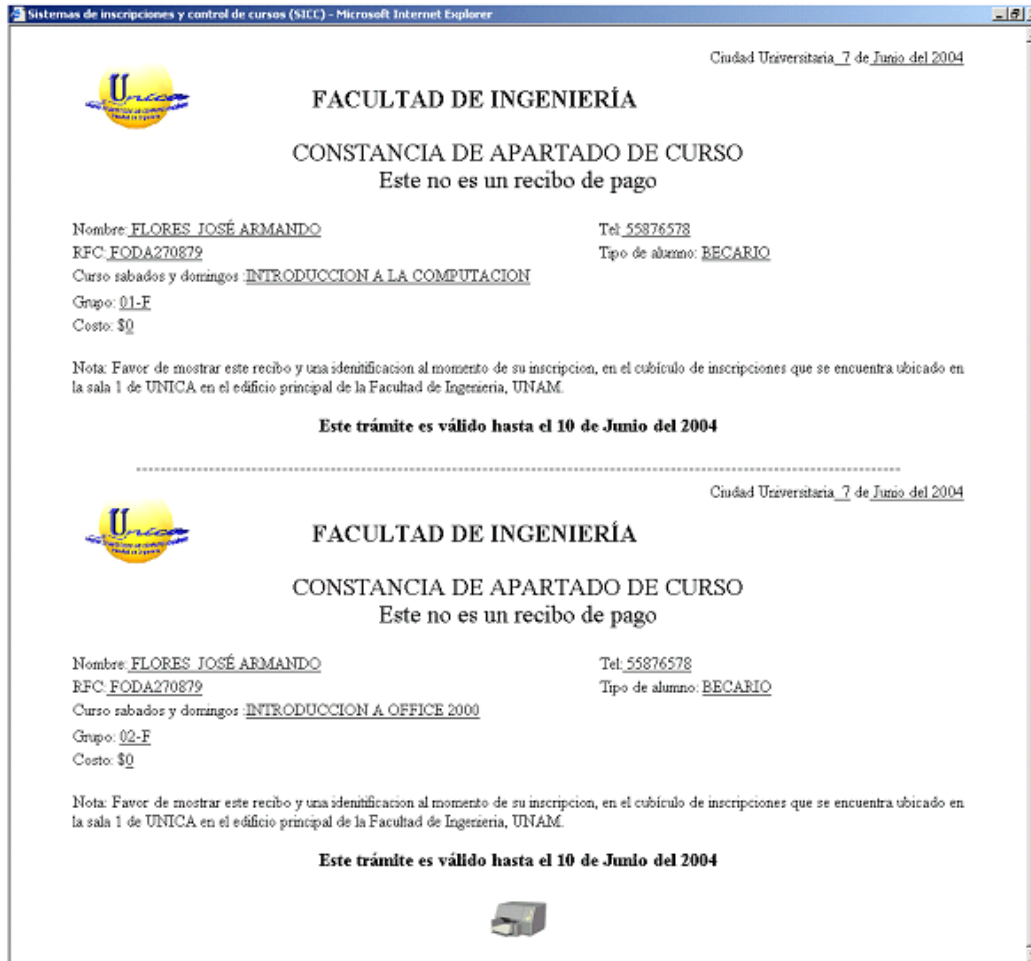 Sistemas de inscripciones y control de cursos (SICC) - Microsoft Internet Explorer
Ciudad Universitaria 7 de Junio del 2004
Unica
FACULTAD DE INGENIERÍA
CONSTANCIA DE APARTADO DE CURSO
Este no es un recibo de pago
Nombre: FLORES JOSÉ ARMANDO Tel: 55876578
RFC: FODA270879 Tipo de alumno: BECARIO
Curso sabados y domingos :INTRODUCCION A LA COMPUTACION
Grupo: 01-F
Costo: $0
Nota: Favor de mostrar este recibo y una idenitificacion al momento de su inscripcion, en el cubículo de inscripciones que se encuentra ubicado en
la sala 1 de UNICA en el edificio principal de la Facultad de Ingenieria, UNAM.
Este trámite es válido hasta el 10 de Junio del 2004
Ciudad Universitaria 7 de Junio del 2004
Unica
FACULTAD DE INGENIERÍA
CONSTANCIA DE APARTADO DE CURSO
Este no es un recibo de pago
Nombre: FLORES JOSÉ ARMANDO Tel: 55876578
RFC: FODA270879 Tipo de alumno: BECARIO
Curso sabados y domingos :INTRODUCCION A OFFICE 2000
Grupo: 02-F
Costo: $0
Nota: Favor de mostrar este recibo y una idenitificacion al momento de su inscripcion, en el cubículo de inscripciones que se encuentra ubicado en
la sala 1 de UNICA en el edificio principal de la Facultad de Ingenieria, UNAM.
Este trámite es válido hasta el 10 de Junio del 2004